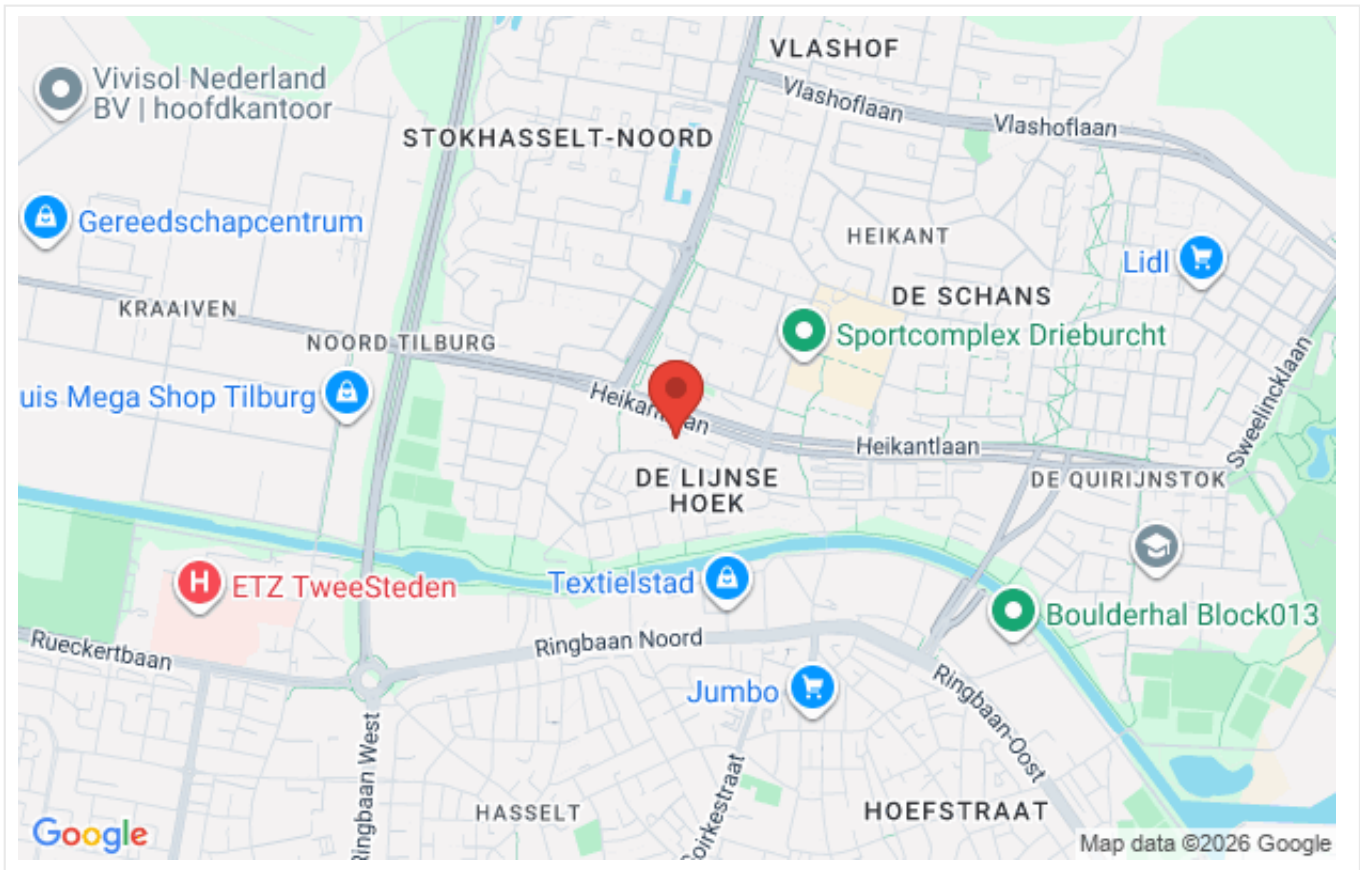 VLASHOF
Vivisol Nederland
BV | hoofdkantoor
Vlashoflaan
Vlashoflaan
STOKHASSELT-NOORD
Gereedschapcentrum
HEIKANT
Lidl
DE SCHANS
KRAAIVEN
Sportcomplex Drieburcht
NOORD TILBURG
uis Mega Shop Tilburg
Heikantlaan
Heikantlaan
Sweelincklaan
DE LIJNSE
HOEK
DE QUIRIJNSTOK
ETZ TweeSteden
Textielstad
Boulderhal Block013
Rueckertbaan
Ringbaan Noord
Jumbo
Ringbaan-Oost
Ringbaan West
HASSELT
HOEFSTRAAT
Goirkestraat
Google
Map data ©2026 Google